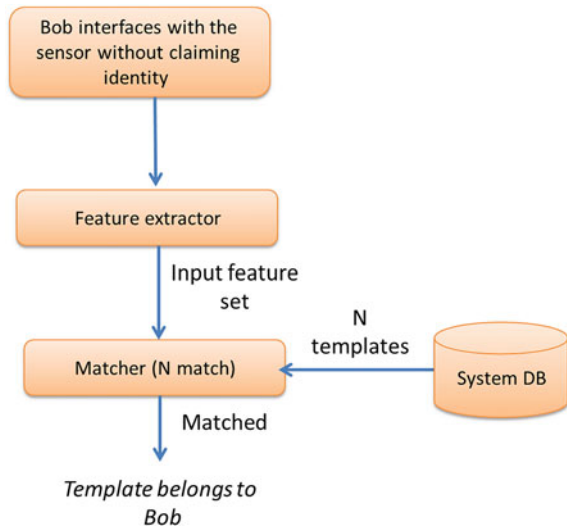 Bob interfaces with the
sensor without claiming
identity
Feature extractor
Input feature
set
N
templates
Matcher (N match)
System DB
Matched
Template belongs to
Bob